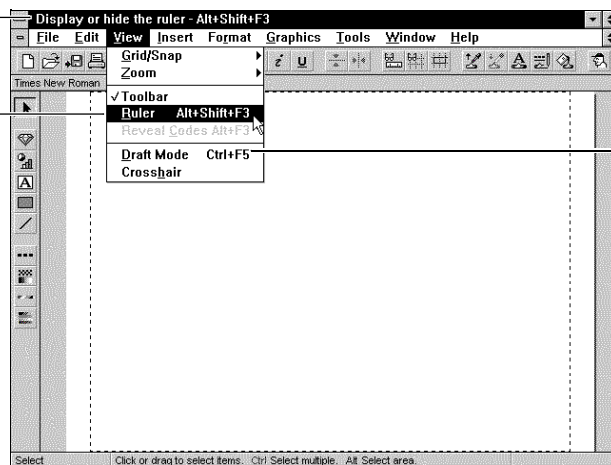 Display or hide the ruler - Alt+Shift+F3
File Edit View Insert Format Graphics Tools Window Help
Grid/Snap
Zoom
i u A
Times New Roman
√Toolbar
Ruler Alt+Shift+F3
Reveal Codes Alt+F3
Draft Mode Ctrl+F5
Crosshair
A
Select Click or drag to select items. Ctrl Select multiple. Alt Select area.